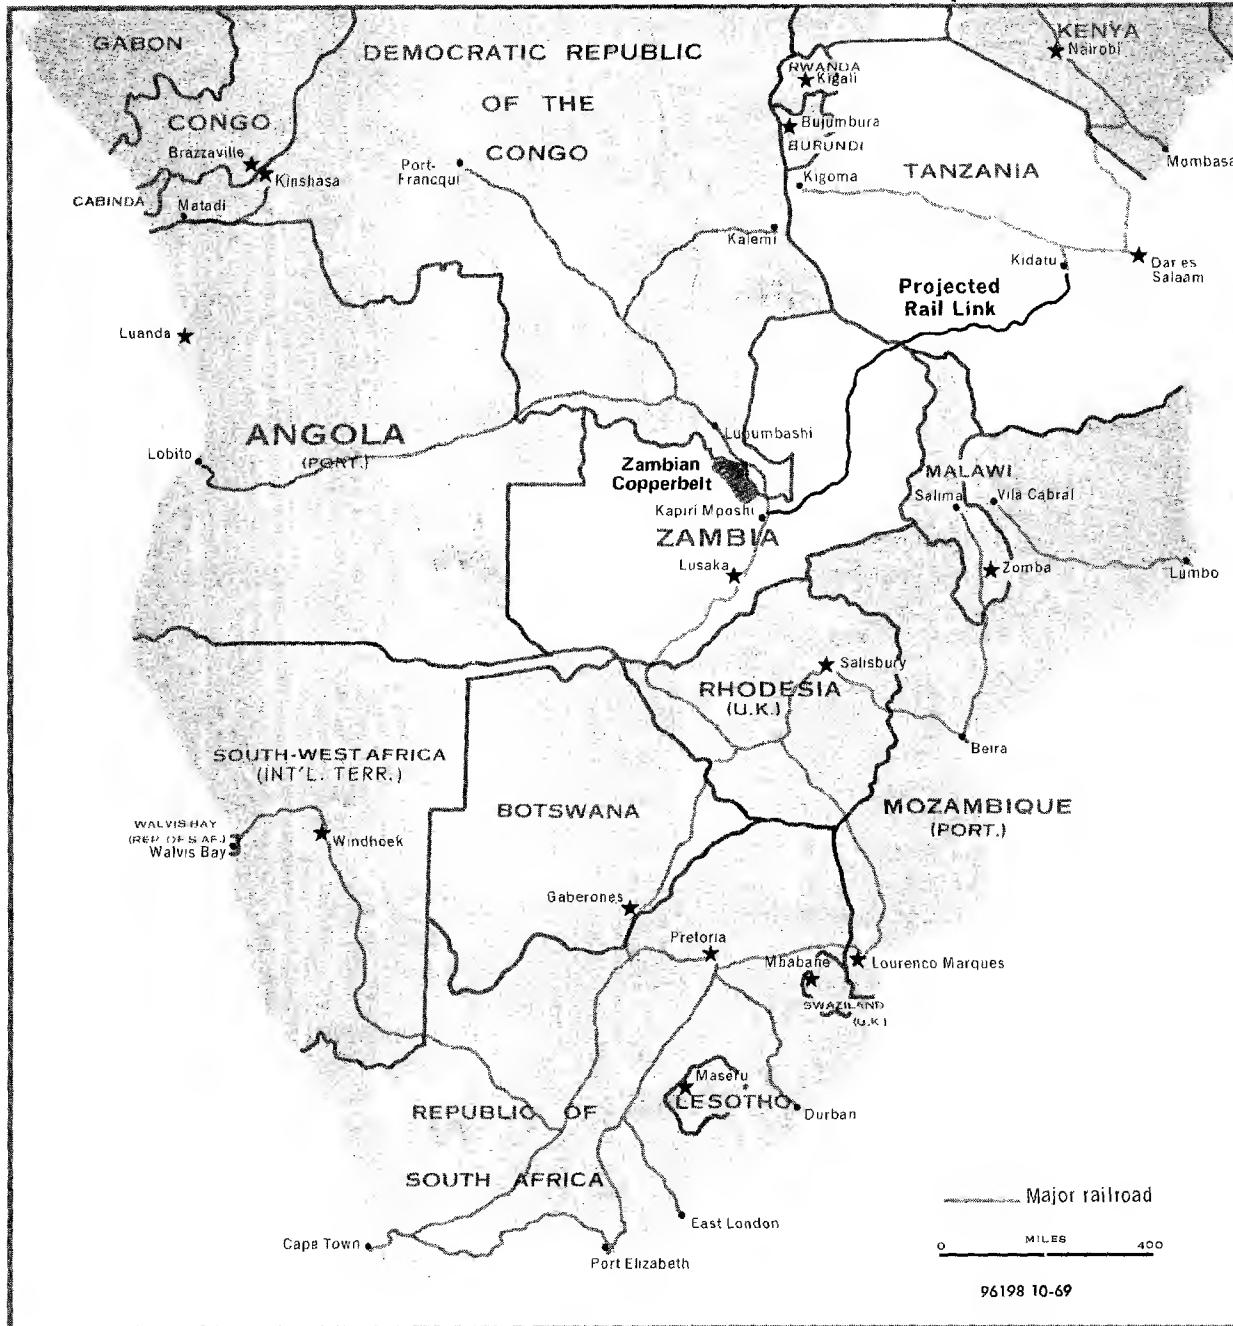 GABON
DEMOCRATIC REPUBLIC
OF THE
CONGO
KENYA
Nairobi
RWANDA
Kigali
CONGO
Brazzaville
Kinshasa
Port-
Francqui
Bujumbura
BURUNDI
TANZANIA
Mombasa
Kigoma
CABINDA
Matadi
Kalemi
Kidatu
Dar es
Salaam
Projected
Rail Link
Luanda
ANGOLA
(PORT.)
Lobito
Lubumbashi
Zambian
Copperbelt
MALAWI
Salima
Vila Cabral
Kapiri Mposhi
ZAMBIA
Lusaka
Zomba
Lumbo
Salisbury
RHODESIA
(U.K.)
Beira
SOUTH-WEST AFRICA
(INT'L. TERR.)
BOTSWANA
MOZAMBIQUE
(PORT.)
WALVIS BAY
(REP. OF S.AF.)
Walvis Bay
Windhoek
Gaberones
Pretoria
Mbabane
Lourenco Marques
SWAZILAND
(U.K.)
Maseru
LESOTHO
Durban
REPUBLIC OF
SOUTH AFRICA
East London
Cape Town
Port Elizabeth
Major railroad
MILES
0 400
96198 10-69